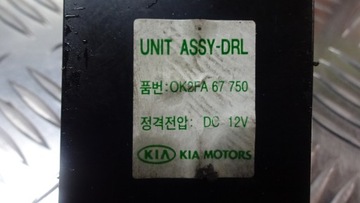 UNIT ASSY-DRL
품번: OK2FA 67 750
정격전압: DC 12V
KIA KIA MOTORS